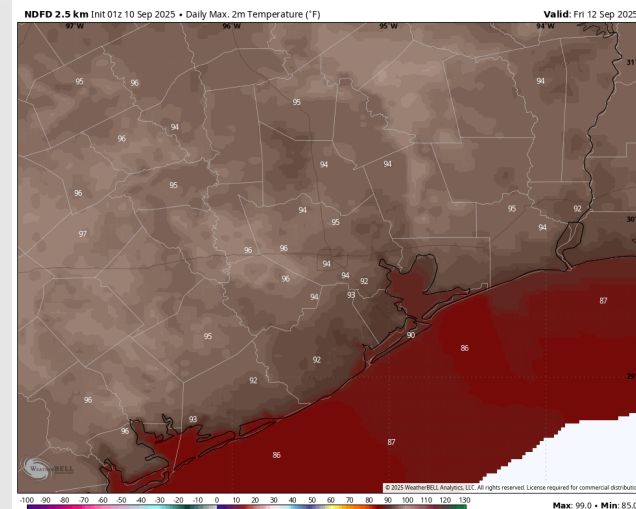 NDFD 2.5 km Init 01z 10 Sep 2025 • Daily Max. 2m Temperature (°F)
Valid: Fri 12 Sep 2025
97°W 96°W 95°W 94°W
31°
95 96 94
95
94
96
94 94
95
96
94 95 92
30°
95 94
97
96 96
94
96 94 92
94 93
87
90
95 86
92
92
29°
96
93
96
87
86
WEATHERBELL
© 2025 WeatherBELL Analytics, LLC. All rights reserved. License required for commercial distribution
-100 -90 -80 -70 -60 -50 -40 -30 -20 -10 0 10 20 30 40 50 60 70 80 90 100 110 120 130
Max: 99.0 • Min: 85.0